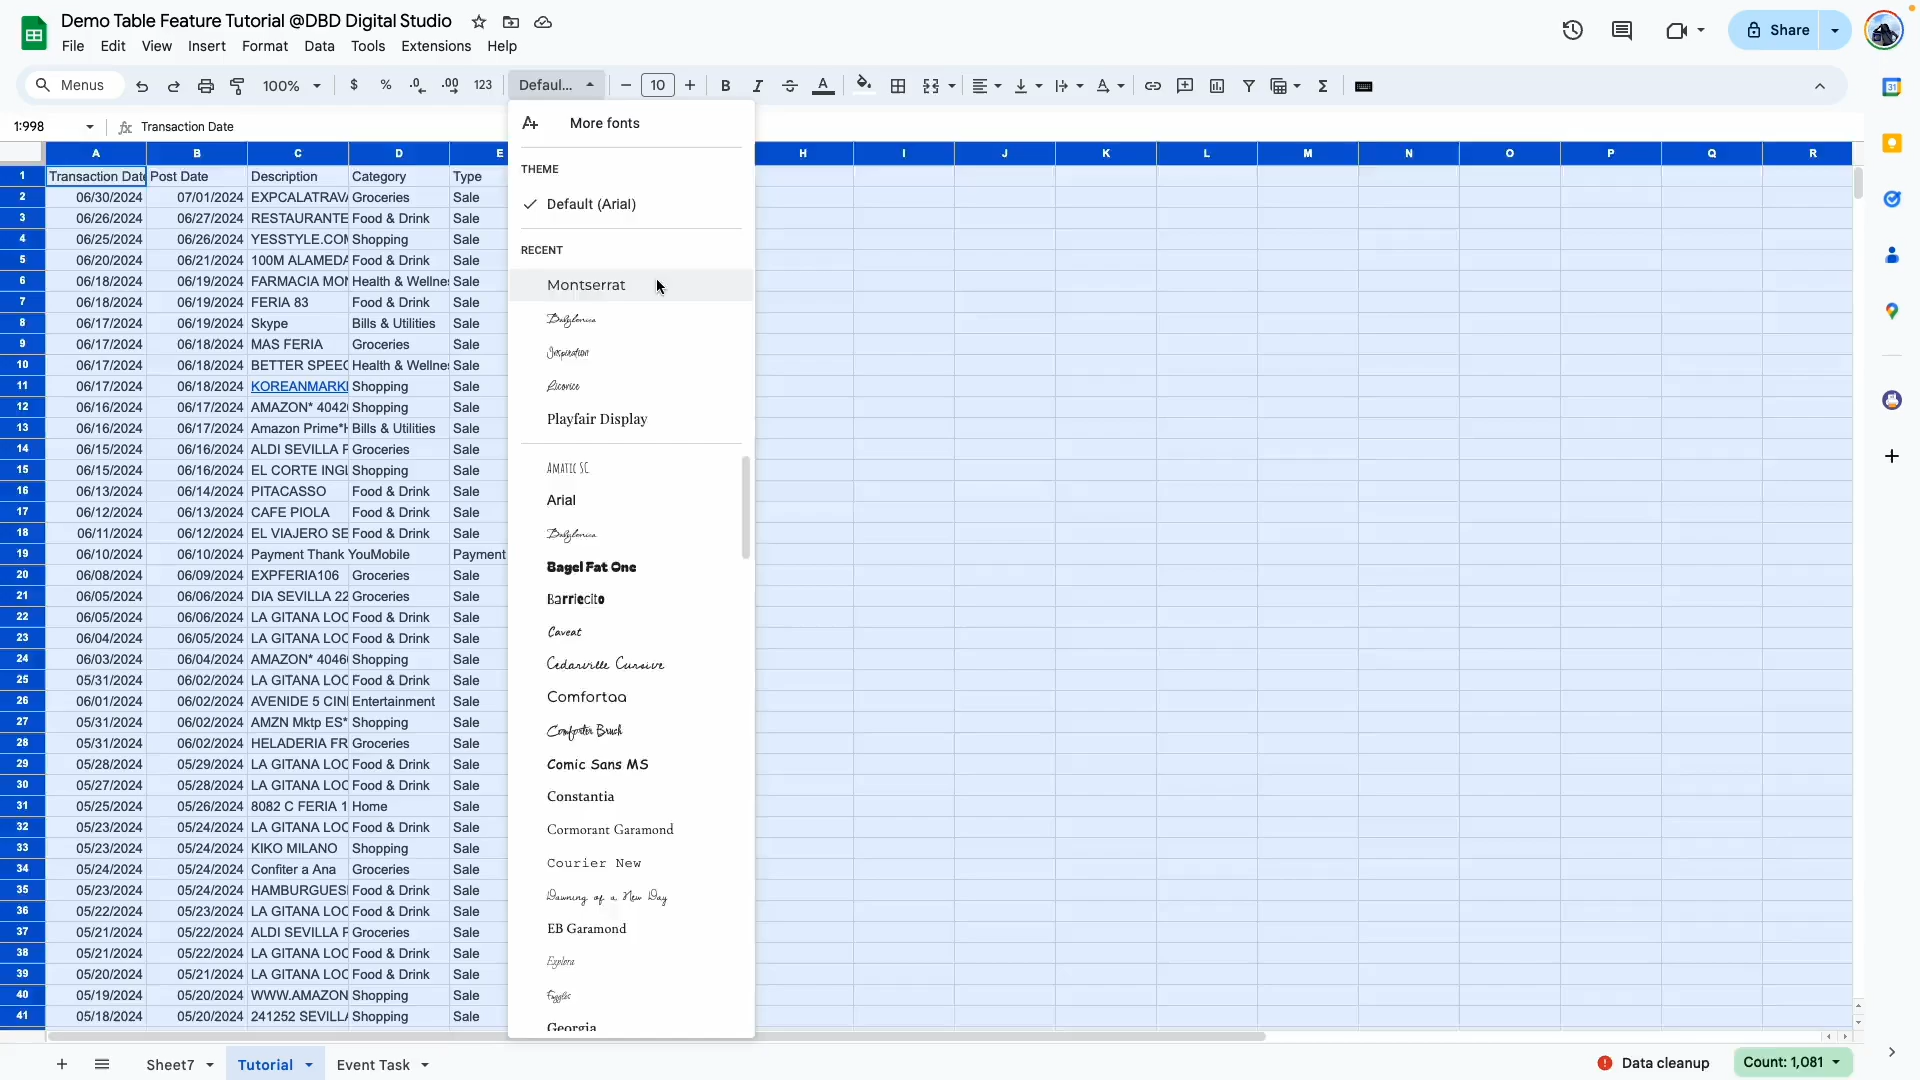 Demo Table Feature Tutorial @DBD Digital Studio
File Edit View Insert Format Data Tools Extensions Help
Share
Menus 100% $ % .0 .00 123 Defaul... − 10 + B I A
1:998 fx Transaction Date
More fonts
THEME
Default (Arial)
RECENT
Montserrat
Babylonica
Inspiration
Licorice
Playfair Display
AMATIC SC
Arial
Babylonica
Bagel Fat One
Barriecito
Caveat
Cedarville Cursive
Comfortaa
Comforter Brush
Comic Sans MS
Constantia
Cormorant Garamond
Courier New
Dawning of a New Day
EB Garamond
Explora
Fuggles
Georgia
A B C D E H I J K L M N O P Q R
1 Transaction Date Post Date Description Category Type
2 06/30/2024 07/01/2024 EXPCALATRAVA Groceries Sale
3 06/26/2024 06/27/2024 RESTAURANTE Food & Drink Sale
4 06/25/2024 06/26/2024 YESSTYLE.COM Shopping Sale
5 06/20/2024 06/21/2024 100M ALAMEDA Food & Drink Sale
6 06/18/2024 06/19/2024 FARMACIA MON Health & Wellnes Sale
7 06/18/2024 06/19/2024 FERIA 83 Food & Drink Sale
8 06/17/2024 06/19/2024 Skype Bills & Utilities Sale
9 06/17/2024 06/18/2024 MAS FERIA Groceries Sale
10 06/17/2024 06/18/2024 BETTER SPEEC Health & Wellnes Sale
11 06/17/2024 06/18/2024 KOREANMARK Shopping Sale
12 06/16/2024 06/17/2024 AMAZON* 4042 Shopping Sale
13 06/16/2024 06/17/2024 Amazon Prime*H Bills & Utilities Sale
14 06/15/2024 06/16/2024 ALDI SEVILLA F Groceries Sale
15 06/15/2024 06/16/2024 EL CORTE INGL Shopping Sale
16 06/13/2024 06/14/2024 PITACASSO Food & Drink Sale
17 06/12/2024 06/13/2024 CAFE PIOLA Food & Drink Sale
18 06/11/2024 06/12/2024 EL VIAJERO SE Food & Drink Sale
19 06/10/2024 06/10/2024 Payment Thank YouMobile Payment
20 06/08/2024 06/09/2024 EXPFERIA106 Groceries Sale
21 06/05/2024 06/06/2024 DIA SEVILLA 22 Groceries Sale
22 06/05/2024 06/06/2024 LA GITANA LOC Food & Drink Sale
23 06/04/2024 06/05/2024 LA GITANA LOC Food & Drink Sale
24 06/03/2024 06/04/2024 AMAZON* 4046 Shopping Sale
25 05/31/2024 06/02/2024 LA GITANA LOC Food & Drink Sale
26 06/01/2024 06/02/2024 AVENIDE 5 CIN Entertainment Sale
27 05/31/2024 06/02/2024 AMZN Mktp ES* Shopping Sale
28 05/31/2024 06/02/2024 HELADERIA FR Groceries Sale
29 05/28/2024 05/29/2024 LA GITANA LOC Food & Drink Sale
30 05/27/2024 05/28/2024 LA GITANA LOC Food & Drink Sale
31 05/25/2024 05/26/2024 8082 C FERIA 1 Home Sale
32 05/23/2024 05/24/2024 LA GITANA LOC Food & Drink Sale
33 05/23/2024 05/24/2024 KIKO MILANO Shopping Sale
34 05/24/2024 05/24/2024 Confiter a Ana Groceries Sale
35 05/23/2024 05/24/2024 HAMBURGUES Food & Drink Sale
36 05/22/2024 05/23/2024 LA GITANA LOC Food & Drink Sale
37 05/21/2024 05/22/2024 ALDI SEVILLA F Groceries Sale
38 05/21/2024 05/22/2024 LA GITANA LOC Food & Drink Sale
39 05/20/2024 05/21/2024 LA GITANA LOC Food & Drink Sale
40 05/19/2024 05/20/2024 WWW.AMAZON Shopping Sale
41 05/18/2024 05/20/2024 241252 SEVILLA Shopping Sale
Sheet7 Tutorial Event Task Data cleanup Count: 1,081